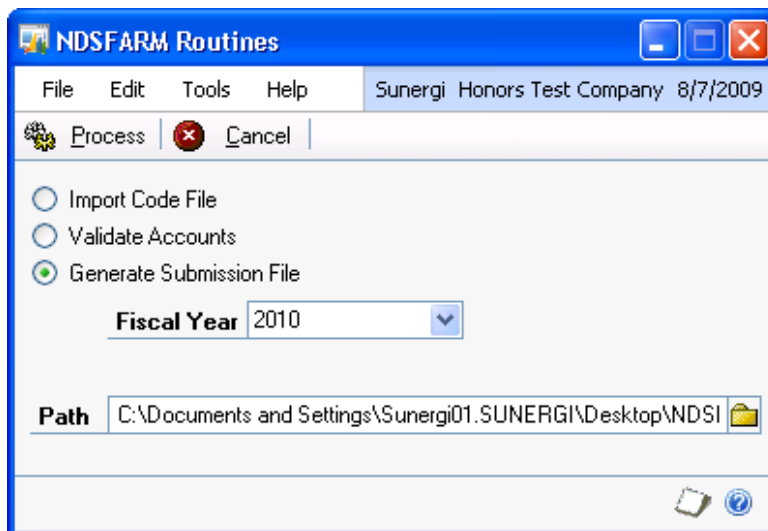 NDSFARM Routines
File Edit Tools Help Sunergi Honors Test Company 8/7/2009
Process Cancel
Import Code File
Validate Accounts
Generate Submission File
Fiscal Year 2010
Path C:\Documents and Settings\Sunergi01.SUNERGI\Desktop\NDSI